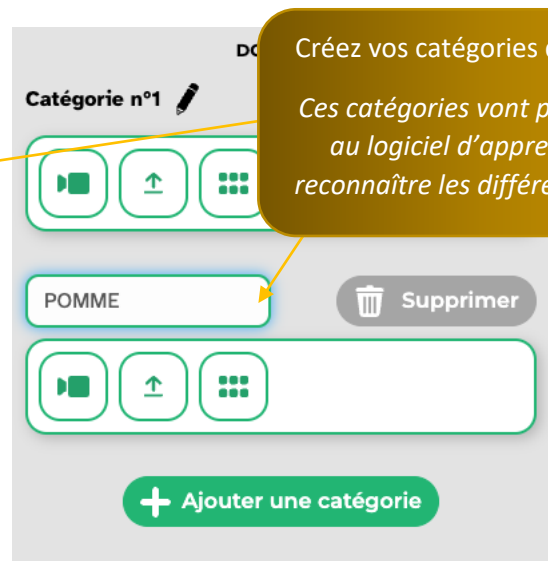 DO
Créez vos catégories
Catégorie n°1
Ces catégories vont p
au logiciel d'appre
reconnaître les différe
POMME
Supprimer
Ajouter une catégorie